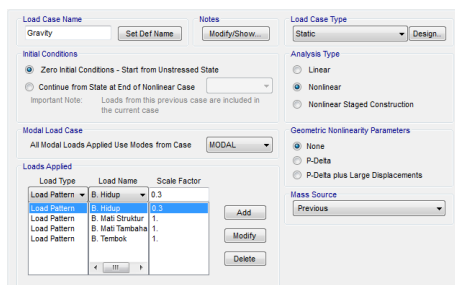 Load Case Name
Gravity
Set Def Name
Notes
Modify/Show...
Load Case Type
Static
Design..
Initial Conditions
Zero Initial Conditions - Start from Unstressed State
Continue from State at End of Nonlinear Case
Important Note: Loads from this previous case are included in
the current case
Analysis Type
Linear
Nonlinear
Nonlinear Staged Construction
Modal Load Case
All Modal Loads Applied Use Modes from Case MODAL
Geometric Nonlinearity Parameters
None
P-Delta
P-Delta plus Large Displacements
Loads Applied
Load Type Load Name Scale Factor
Load Pattern B. Hidup 0.3
Load Pattern B. Hidup 0.3
Load Pattern B. Mati Struktur 1.
Load Pattern B. Mati Tambaha 1.
Load Pattern B. Tembok 1.
Add
Modify
Delete
Mass Source
Previous